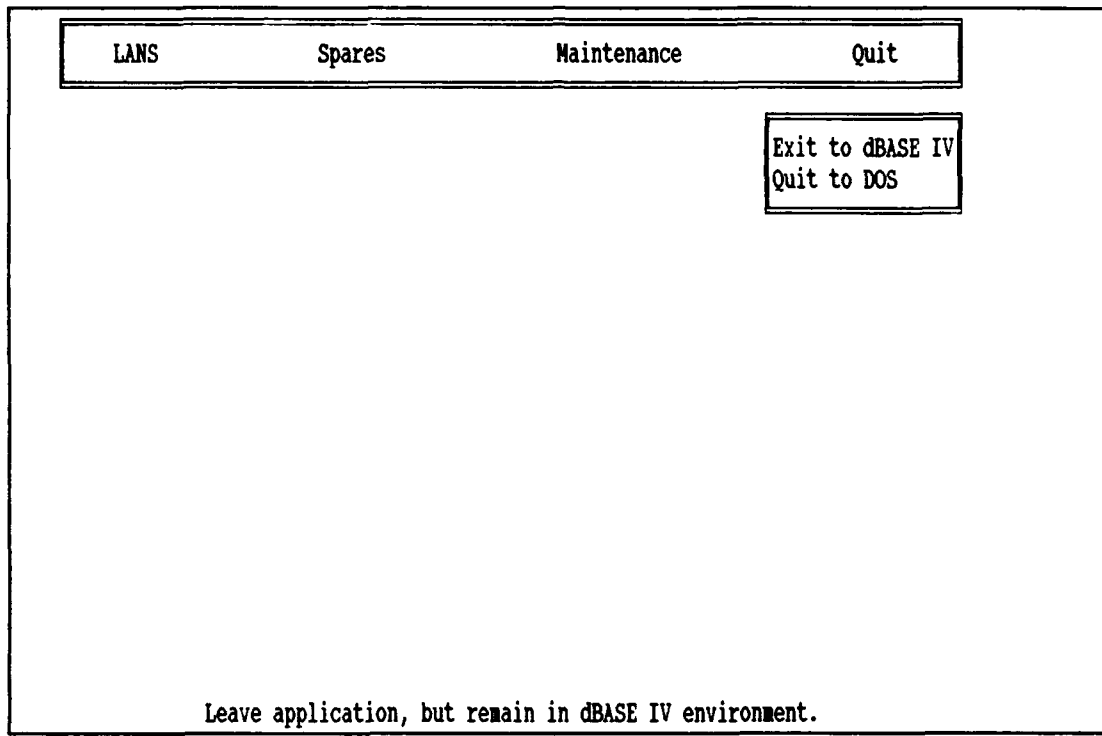 LANS Spares Maintenance Quit
Exit to dBASE IV
Quit to DOS
Leave application, but remain in dBASE IV environment.